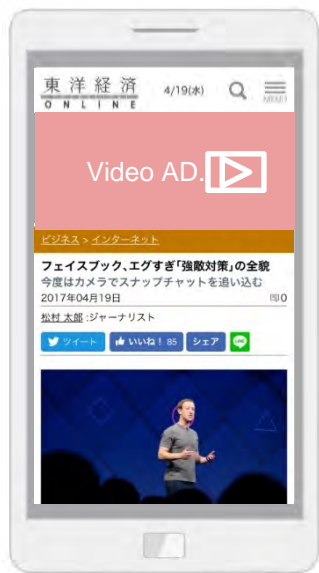 東洋経済 4/19(水)
ONLINE MENU
Video AD.
ビジネス > インターネット
フェイスブック、エグすぎ「強敵対策」の全貌
今度はカメラでスナップチャットを追い込む
2017年04月19日 0
松村 太郎 :ジャーナリスト
ツイート いいね! 85 シェア LINE